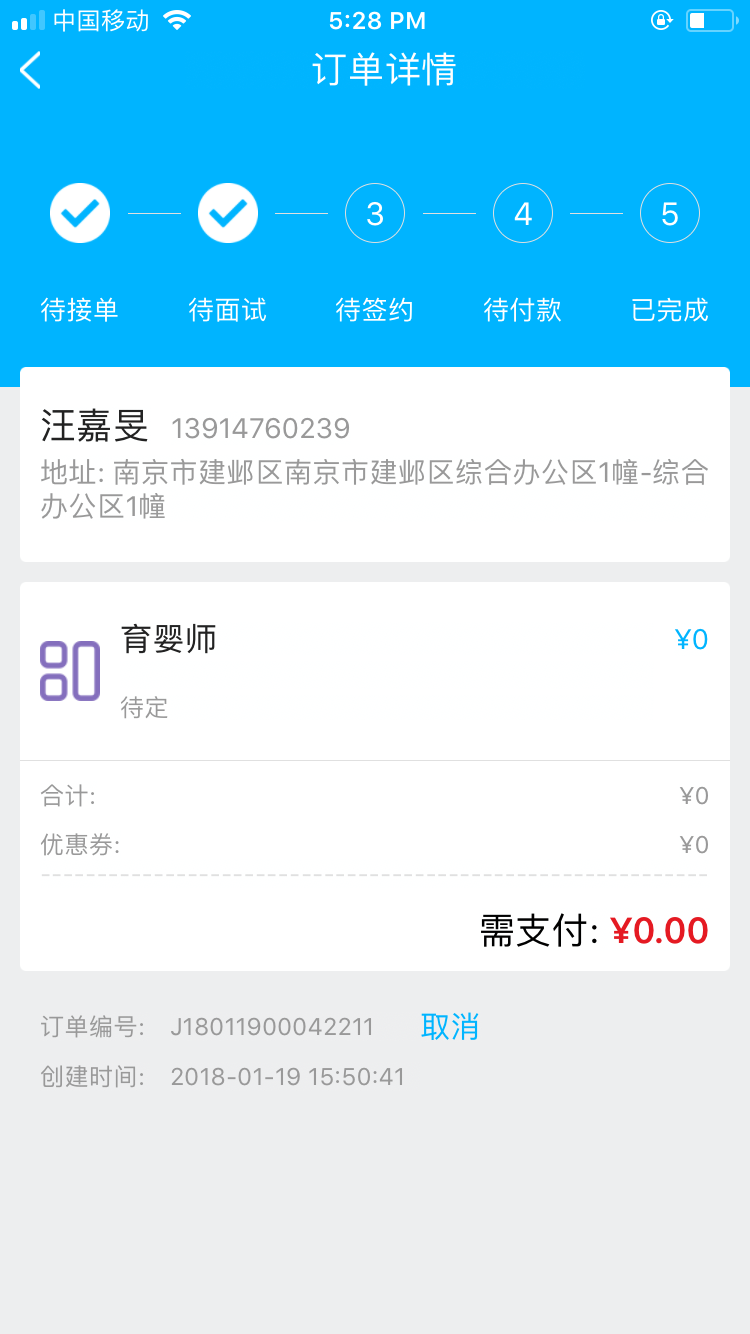 中国移动 5:28 PM
订单详情
3 4 5
待接单 待面试 待签约 待付款 已完成
汪嘉旻 13914760239
地址: 南京市建邺区南京市建邺区综合办公区1幢-综合
办公区1幢
育婴师 ¥0
待定
合计: ¥0
优惠券: ¥0
需支付: ¥0.00
订单编号: J18011900042211 取消
创建时间: 2018-01-19 15:50:41